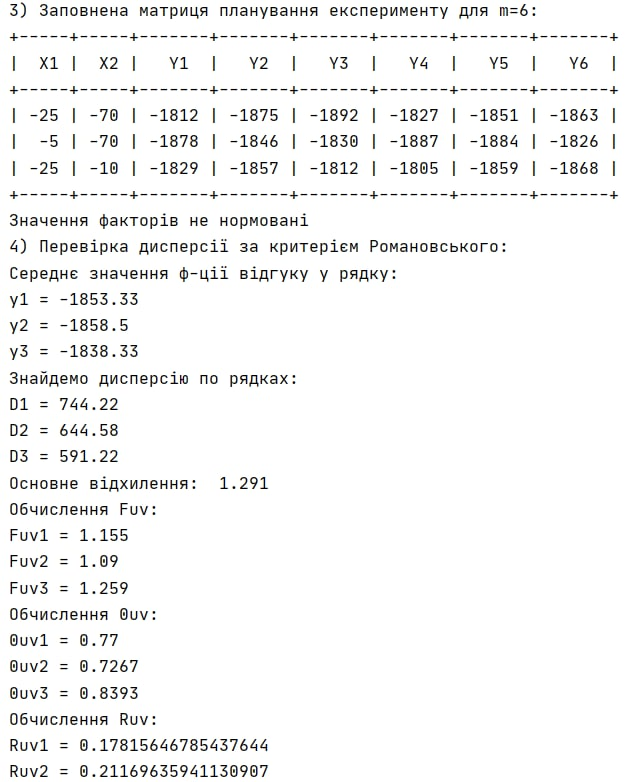 3) Заповнена матриця планування експерименту для m=6:
+-----+-----+-------+-------+-------+-------+-------+-------+
|  X1 |  X2 |   Y1  |   Y2  |   Y3  |   Y4  |   Y5  |   Y6  |
+-----+-----+-------+-------+-------+-------+-------+-------+
| -25 | -70 | -1812 | -1875 | -1892 | -1827 | -1851 | -1863 |
|  -5 | -70 | -1878 | -1846 | -1830 | -1887 | -1884 | -1826 |
| -25 | -10 | -1829 | -1857 | -1812 | -1805 | -1859 | -1868 |
+-----+-----+-------+-------+-------+-------+-------+-------+
Значення факторів не нормовані
4) Перевірка дисперсії за критерієм Романовського:
Середнє значення ф-ції відгуку у рядку:
y1 = -1853.33
y2 = -1858.5
y3 = -1838.33
Знайдемо дисперсію по рядках:
D1 = 744.22
D2 = 644.58
D3 = 591.22
Основне відхилення:  1.291
Обчислення Fuv:
Fuv1 = 1.155
Fuv2 = 1.09
Fuv3 = 1.259
Обчислення 0uv:
0uv1 = 0.77
0uv2 = 0.7267
0uv3 = 0.8393
Обчислення Ruv:
Ruv1 = 0.17815646785437644
Ruv2 = 0.21169635941130907